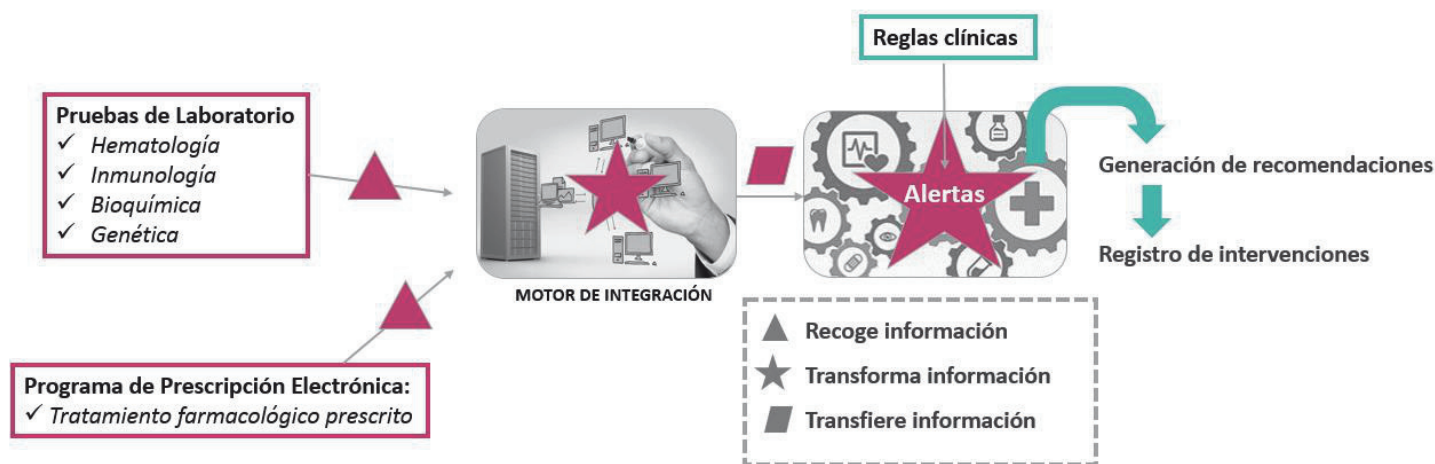 Reglas clínicas
Pruebas de Laboratorio
✓ Hematología
✓ Inmunología
✓ Bioquímica
✓ Genética
Alertas
Generación de recomendaciones
Registro de intervenciones
MOTOR DE INTEGRACIÓN
Programa de Prescripción Electrónica:
✓ Tratamiento farmacológico prescrito
Recoge información
Transforma información
Transfiere información